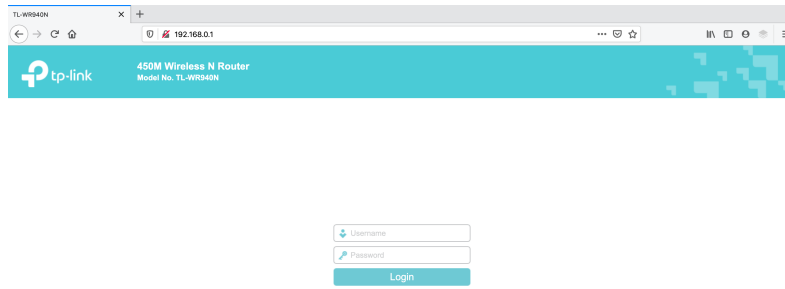 TL-WR940N
192.168.0.1
tp-link
450M Wireless N Router
Model No. TL-WR940N
Username
Password
Login